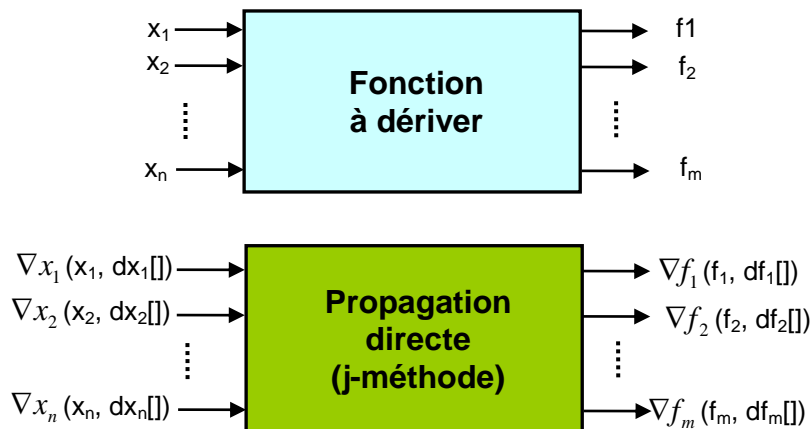 x₁ f1
x₂ f₂
Fonction
à dériver
xₙ fₘ
∇x₁ (x₁, dx₁[]) ∇f₁ (f₁, df₁[])
∇x₂ (x₂, dx₂[]) ∇f₂ (f₂, df₂[])
Propagation
directe
(j-méthode)
∇xₙ (xₙ, dxₙ[]) ∇fₘ (fₘ, dfₘ[])